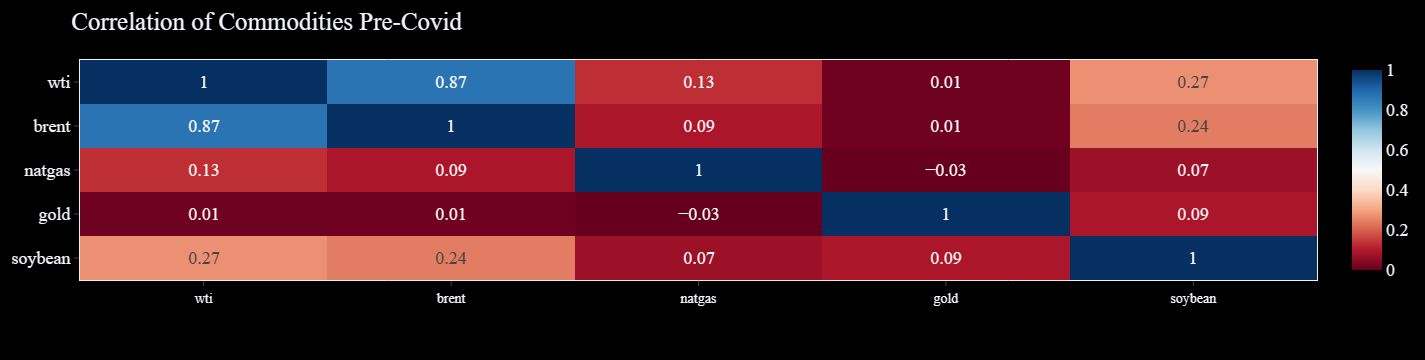 Correlation of Commodities Pre-Covid
wti 1 0.87 0.13 0.01 0.27
brent 0.87 1 0.09 0.01 0.24
natgas 0.13 0.09 1 −0.03 0.07
gold 0.01 0.01 −0.03 1 0.09
soybean 0.27 0.24 0.07 0.09 1
wti brent natgas gold soybean
1
0.8
0.6
0.4
0.2
0